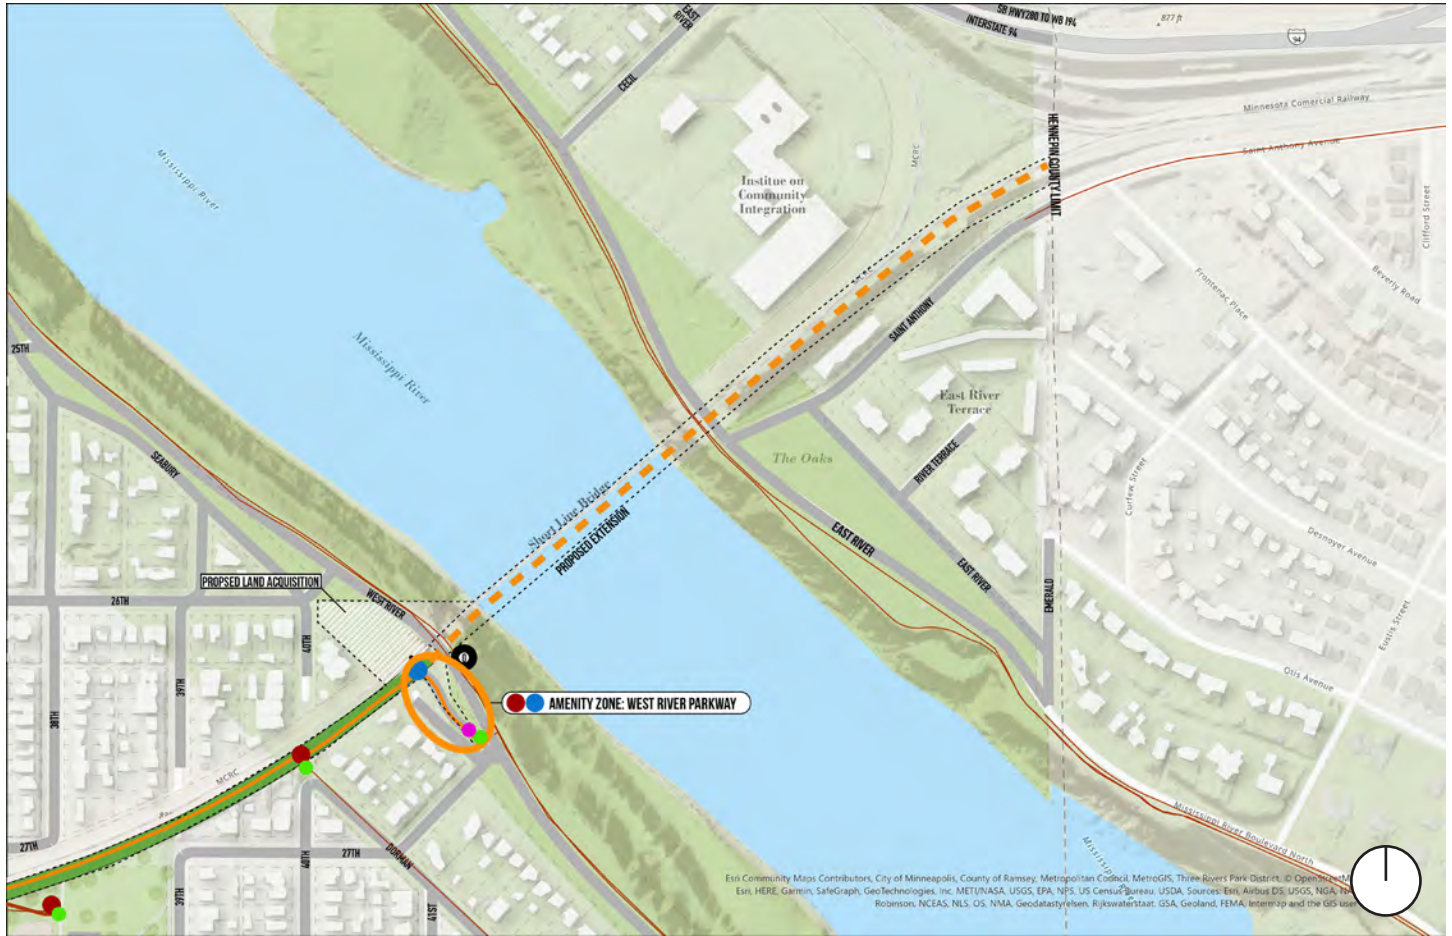 SB HWY280 TO WB 194
INTERSTATE 94
877 ft
94
EAST
RIVER
CECIL
Minnesota Comercial Railway
Saint Anthony Avenue
HENNEPIN COUNTY LIMIT
MCRC
Institue on
Community
Integration
Mississippi River
Clifford Street
Beverly Road
Frontenac Place
SAINT ANTHONY
Mississippi River
25TH
East River
Terrace
The Oaks
RIVER TERRACE
SEABURY
Short Line Bridge
PROPOSED EXTENSION
Curfew Street
Desnoyer Avenue
EAST RIVER
EAST RIVER
EMERALD
Eustis Street
PROPSED LAND ACQUISITION
26TH
WEST RIVER
40TH
39TH
38TH
Otis Avenue
0
AMENITY ZONE: WEST RIVER PARKWAY
MCRC
27TH
27TH
40TH
DORMAN
39TH
41ST
Mississippi River Boulevard North
Mississippi River
Esri Community Maps Contributors, City of Minneapolis, County of Ramsey, Metropolitan Council, MetroGIS, Three Rivers Park District, © OpenStreetM
Esri, HERE, Garmin, SafeGraph, GeoTechnologies, Inc, METI/NASA, USGS, EPA, NPS, US Census Bureau, USDA, Sources: Esri, Airbus DS, USGS, NGA, NA
Robinson, NCEAS, NLS, OS, NMA, Geodatastyrelsen, Rijkswaterstaat, GSA, Geoland, FEMA, Intermap and the GIS user